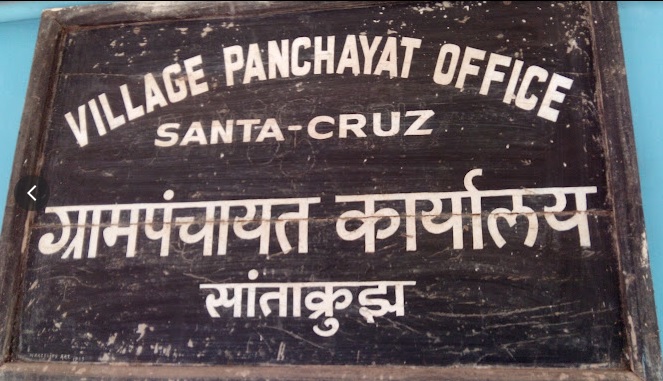 VILLAGE PANCHAYAT OFFICE
SANTA-CRUZ
ग्रामपंचायत कार्यालय
सांताक्रुझ